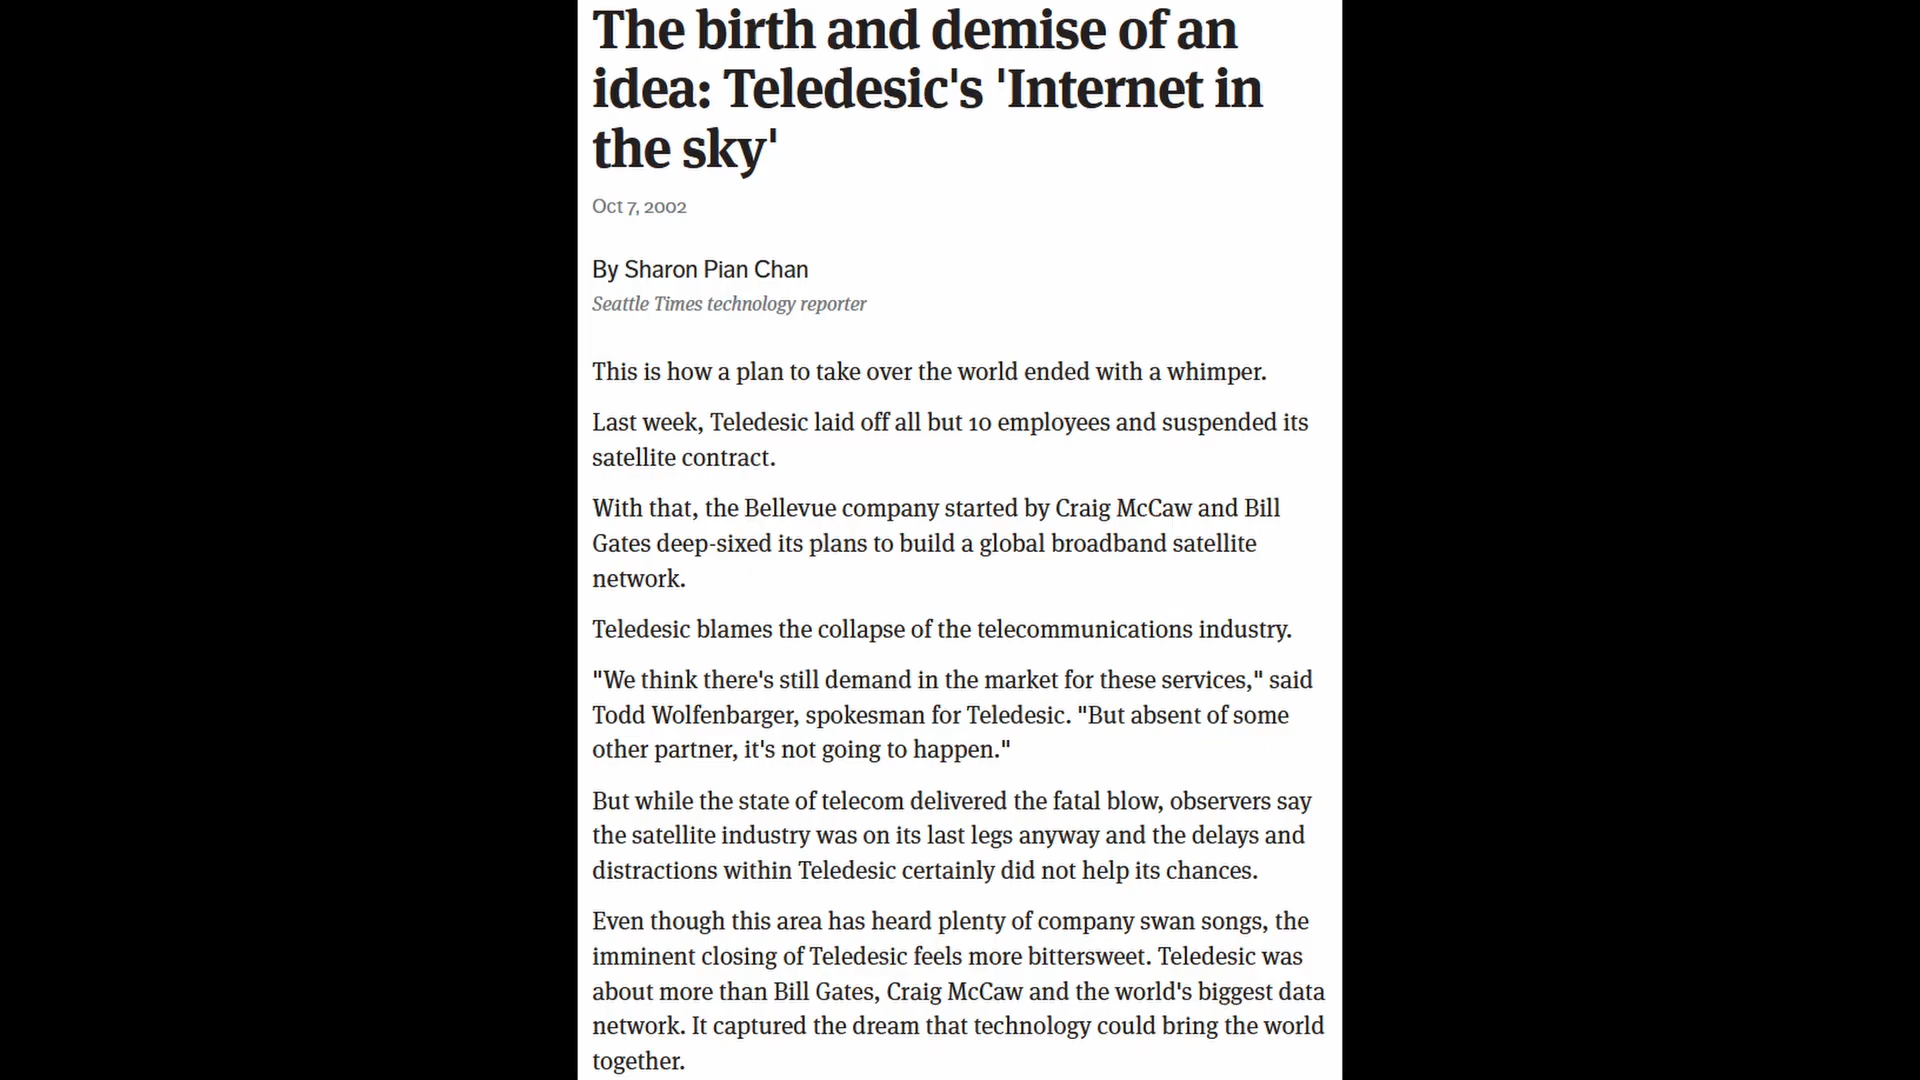 The birth and demise of an
idea: Teledesic's 'Internet in
the sky'
Oct 7, 2002
By Sharon Pian Chan
Seattle Times technology reporter
This is how a plan to take over the world ended with a whimper.
Last week, Teledesic laid off all but 10 employees and suspended its
satellite contract.
With that, the Bellevue company started by Craig McCaw and Bill
Gates deep-sixed its plans to build a global broadband satellite
network.
Teledesic blames the collapse of the telecommunications industry.
"We think there's still demand in the market for these services," said
Todd Wolfenbarger, spokesman for Teledesic. "But absent of some
other partner, it's not going to happen."
But while the state of telecom delivered the fatal blow, observers say
the satellite industry was on its last legs anyway and the delays and
distractions within Teledesic certainly did not help its chances.
Even though this area has heard plenty of company swan songs, the
imminent closing of Teledesic feels more bittersweet. Teledesic was
about more than Bill Gates, Craig McCaw and the world's biggest data
network. It captured the dream that technology could bring the world
together.